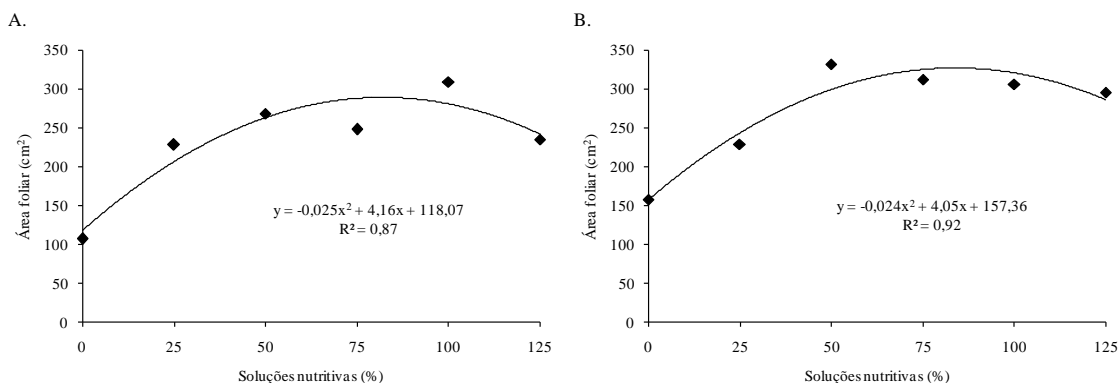 A.
350
300
250
200
150
100
50
0
Área foliar (cm²)
y = -0,025x² + 4,16x + 118,07
R² = 0,87
0 25 50 75 100 125
Soluções nutritivas (%)
B.
350
300
250
200
150
100
50
0
Área foliar (cm²)
y = -0,024x² + 4,05x + 157,36
R² = 0,92
0 25 50 75 100 125
Soluções nutritivas (%)